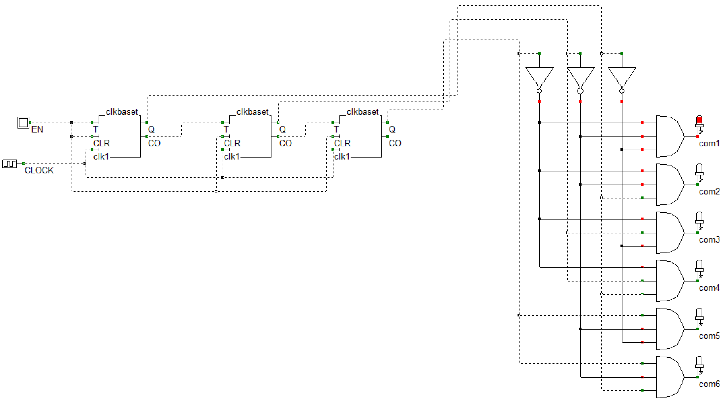 clkbaset clkbaset clkbaset
EN T Q T Q T Q
CLR CO CLR CO CLR CO
CLOCK clk1 clk1 clk1
com1
com2
com3
com4
com5
com6